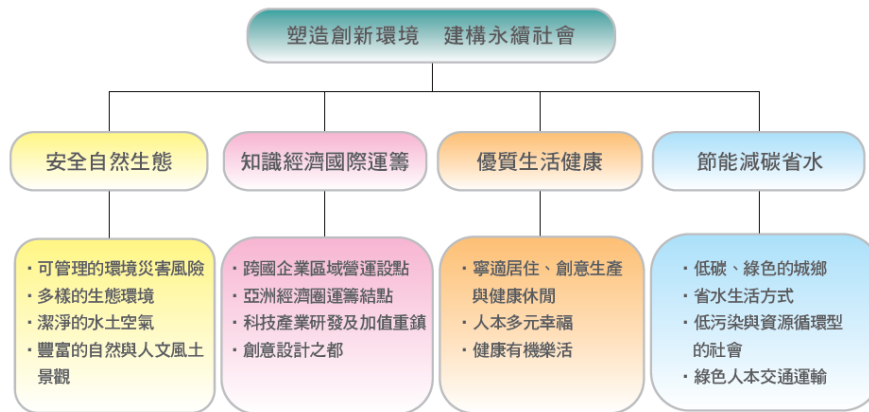 塑造創新環境　建構永續社會
安全自然生態
知識經濟國際運籌
優質生活健康
節能減碳省水
・可管理的環境災害風險
・多樣的生態環境
・潔淨的水土空氣
・豐富的自然與人文風土
景觀
・跨國企業區域營運設點
・亞洲經濟圈運籌結點
・科技產業研發及加值重鎮
・創意設計之都
・寧適居住、創意生產
與健康休閒
・人本多元幸福
・健康有機樂活
・低碳、綠色的城鄉
・省水生活方式
・低污染與資源循環型
的社會
・綠色人本交通運輸